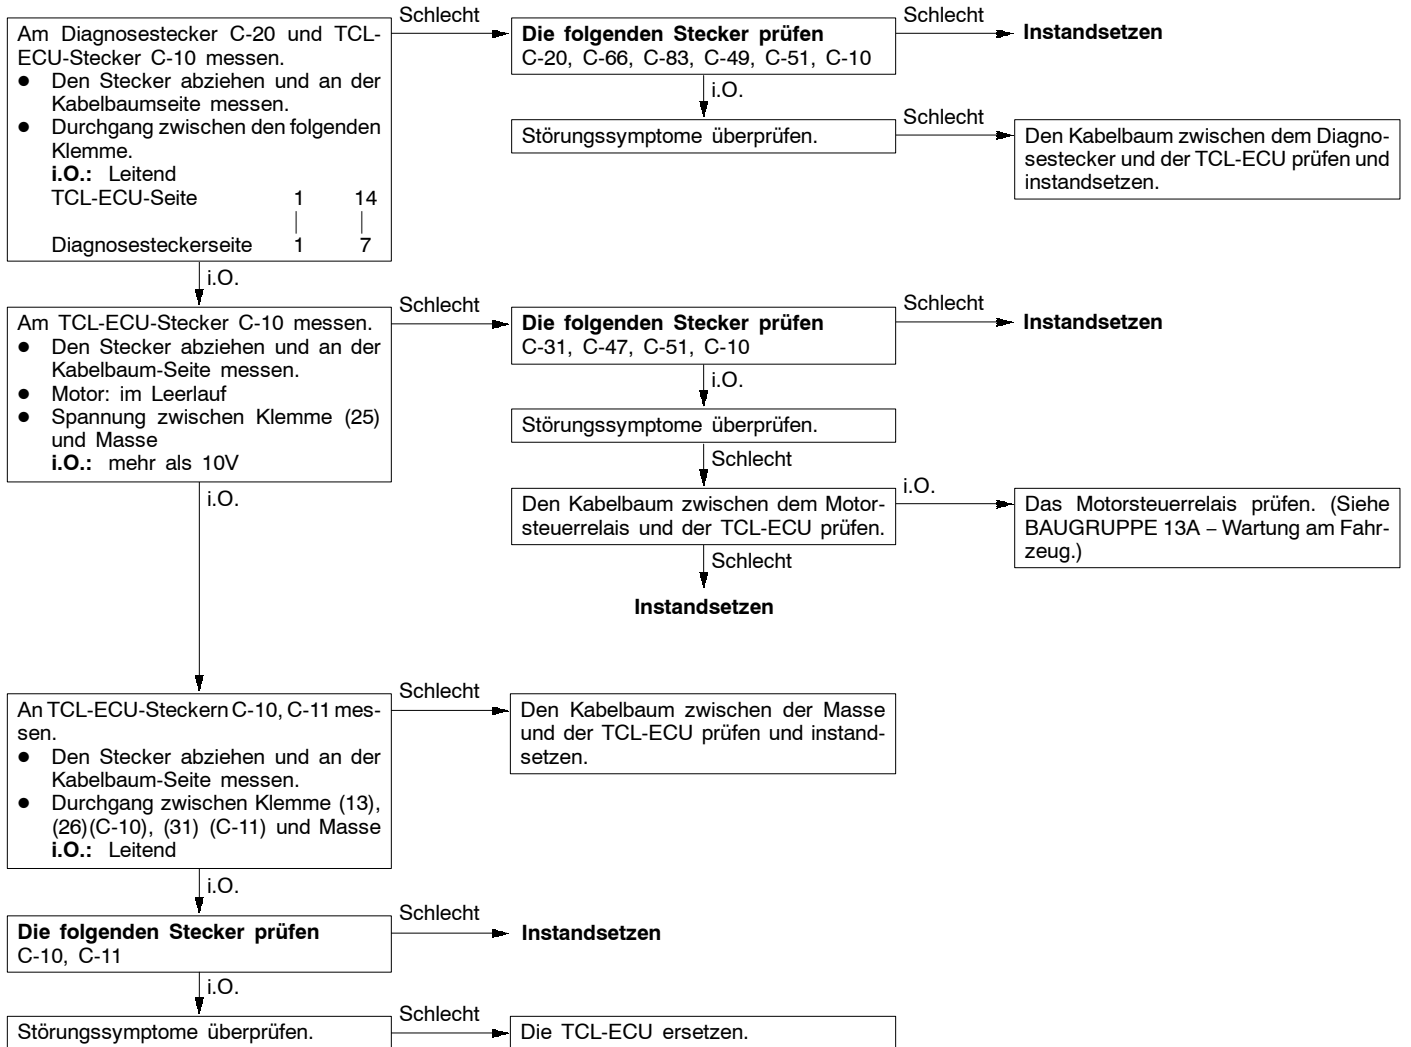 Am Diagnosestecker C-20 und TCL-
ECU-Stecker C-10 messen.
● Den Stecker abziehen und an der
Kabelbaumseite messen.
● Durchgang zwischen den folgenden
Klemme.
i.O.: Leitend
TCL-ECU-Seite 1 14
Diagnosesteckerseite 1 7
Schlecht
Die folgenden Stecker prüfen
C-20, C-66, C-83, C-49, C-51, C-10
Schlecht
Instandsetzen
i.O.
Störungssymptome überprüfen.
Schlecht
Den Kabelbaum zwischen dem Diagno-
sestecker und der TCL-ECU prüfen und
instandsetzen.
i.O.
Am TCL-ECU-Stecker C-10 messen.
● Den Stecker abziehen und an der
Kabelbaum-Seite messen.
● Motor: im Leerlauf
● Spannung zwischen Klemme (25)
und Masse
i.O.: mehr als 10V
Schlecht
Die folgenden Stecker prüfen
C-31, C-47, C-51, C-10
Schlecht
Instandsetzen
i.O.
Störungssymptome überprüfen.
Schlecht
Den Kabelbaum zwischen dem Motor-
steuerrelais und der TCL-ECU prüfen.
i.O.
Das Motorsteuerrelais prüfen. (Siehe
BAUGRUPPE 13A – Wartung am Fahr-
zeug.)
Schlecht
Instandsetzen
i.O.
An TCL-ECU-Steckern C-10, C-11 mes-
sen.
● Den Stecker abziehen und an der
Kabelbaum-Seite messen.
● Durchgang zwischen Klemme (13),
(26)(C-10), (31) (C-11) und Masse
i.O.: Leitend
Schlecht
Den Kabelbaum zwischen der Masse
und der TCL-ECU prüfen und instand-
setzen.
i.O.
Die folgenden Stecker prüfen
C-10, C-11
Schlecht
Instandsetzen
i.O.
Störungssymptome überprüfen.
Schlecht
Die TCL-ECU ersetzen.